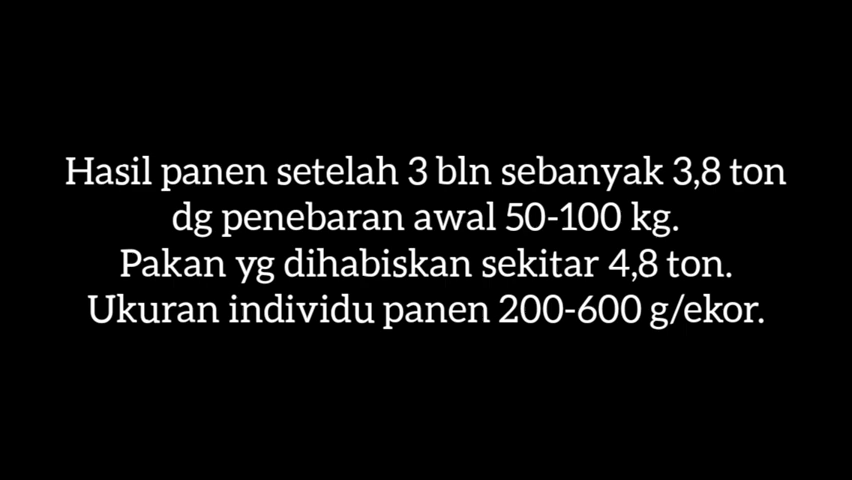 Hasil panen setelah 3 bln sebanyak 3,8 ton
dg penebaran awal 50-100 kg.
Pakan yg dihabiskan sekitar 4,8 ton.
Ukuran individu panen 200-600 g/ekor.